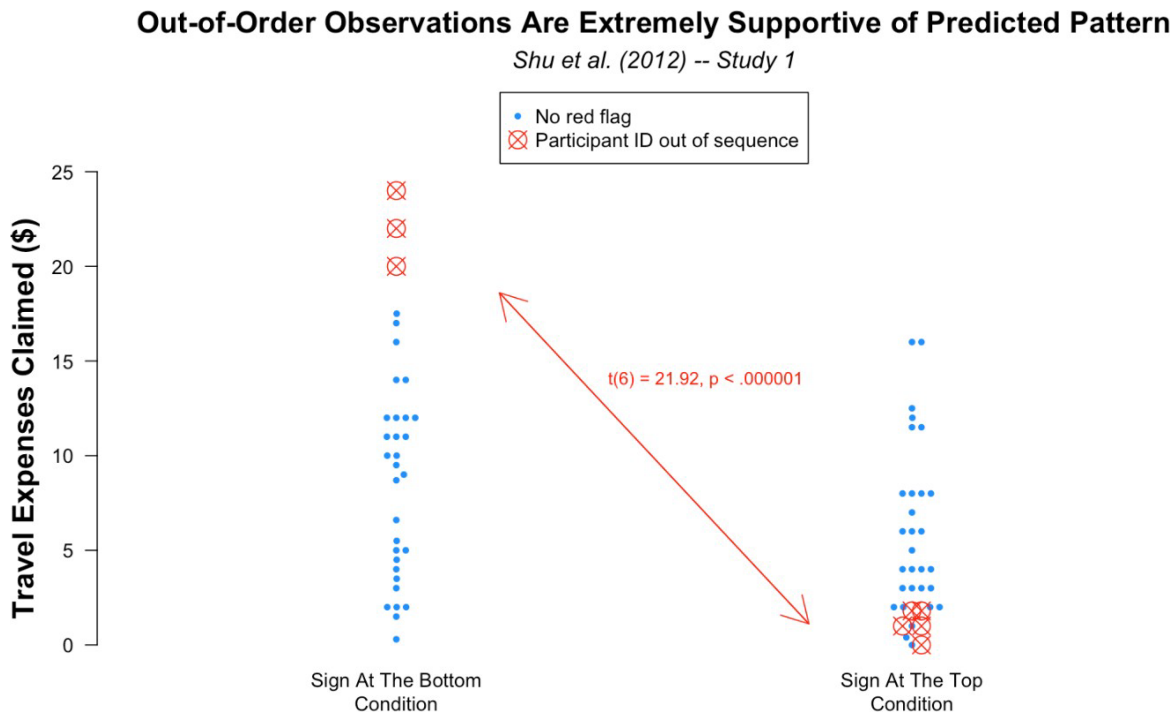 Out-of-Order Observations Are Extremely Supportive of Predicted Pattern
Shu et al. (2012) -- Study 1
No red flag
Participant ID out of sequence
Travel Expenses Claimed ($)
25
20
15
10
5
0
t(6) = 21.92, p < .000001
Sign At The Bottom
Condition
Sign At The Top
Condition